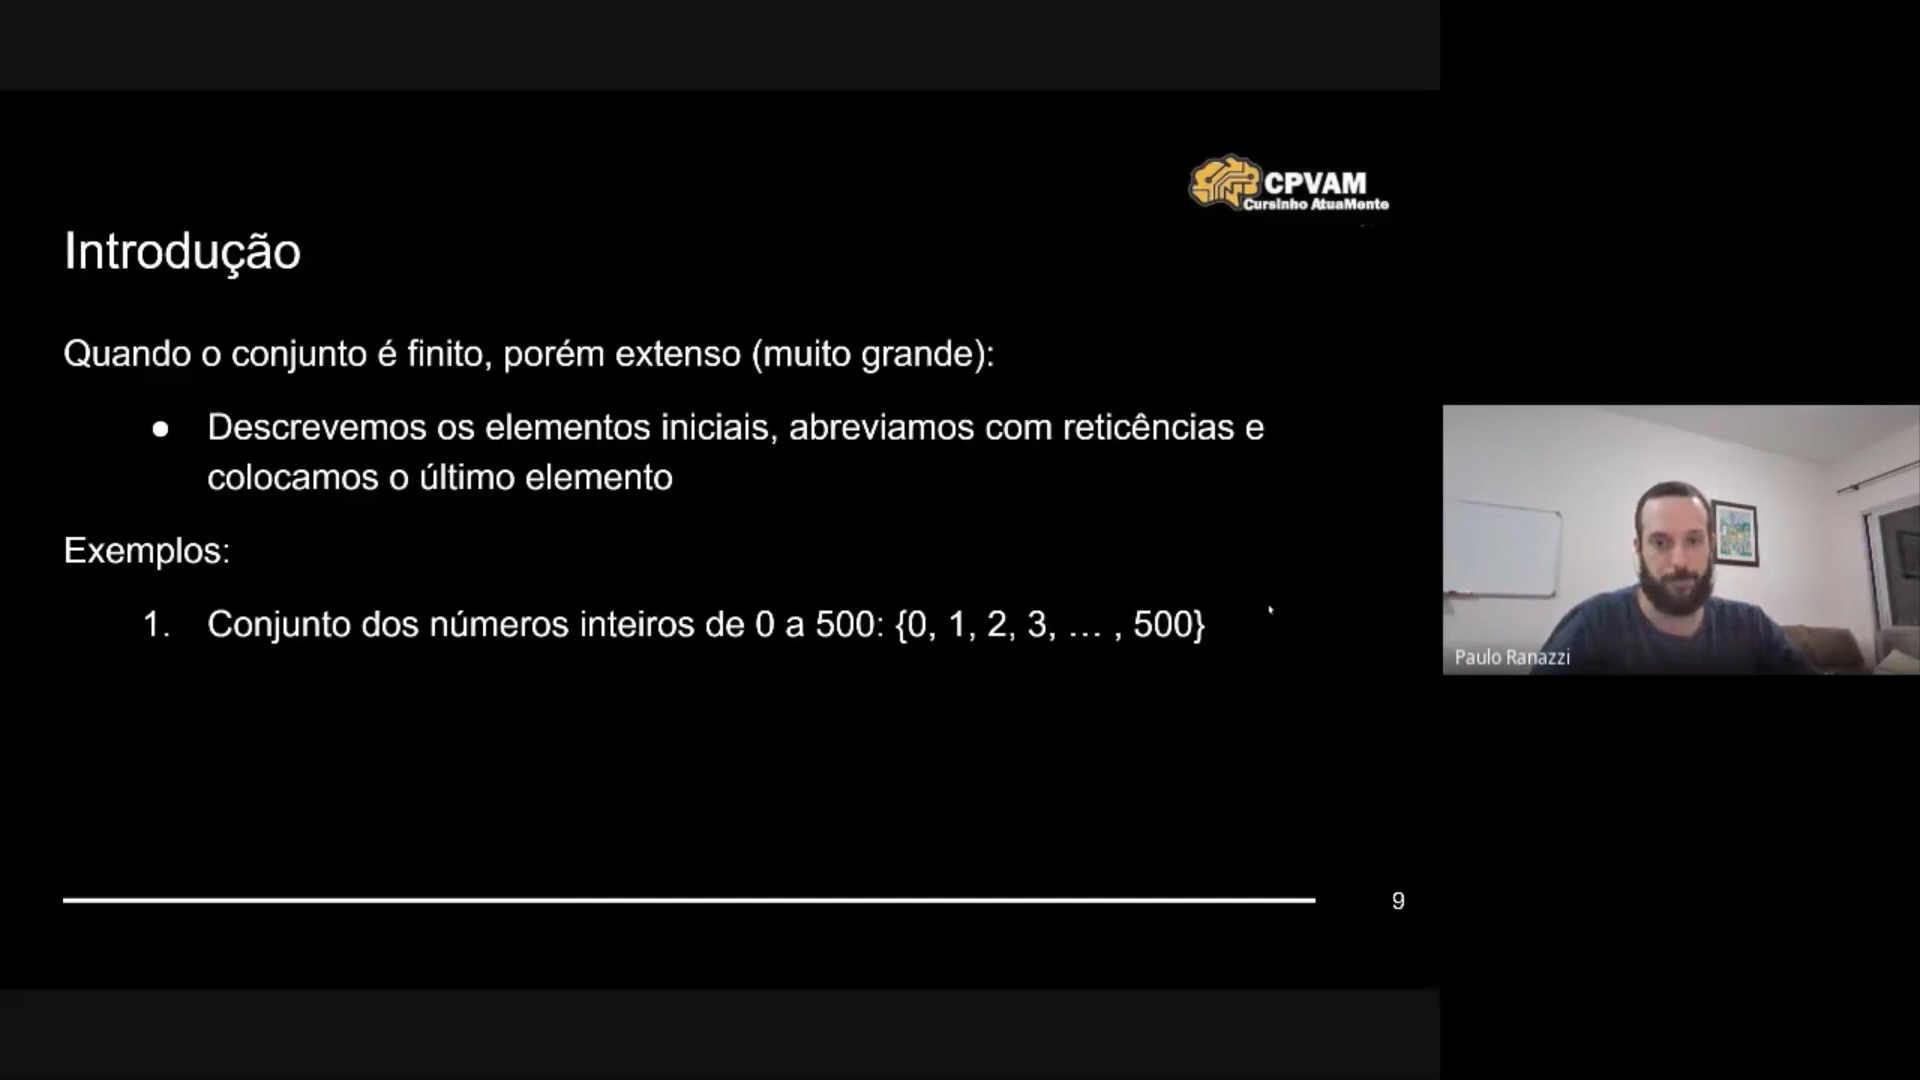 CPVAM
Cursinho AtuaMente
Introdução
Quando o conjunto é finito, porém extenso (muito grande):
● Descrevemos os elementos iniciais, abreviamos com reticências e
colocamos o último elemento
Exemplos:
1. Conjunto dos números inteiros de 0 a 500: {0, 1, 2, 3, … , 500}
Paulo Ranazzi
9